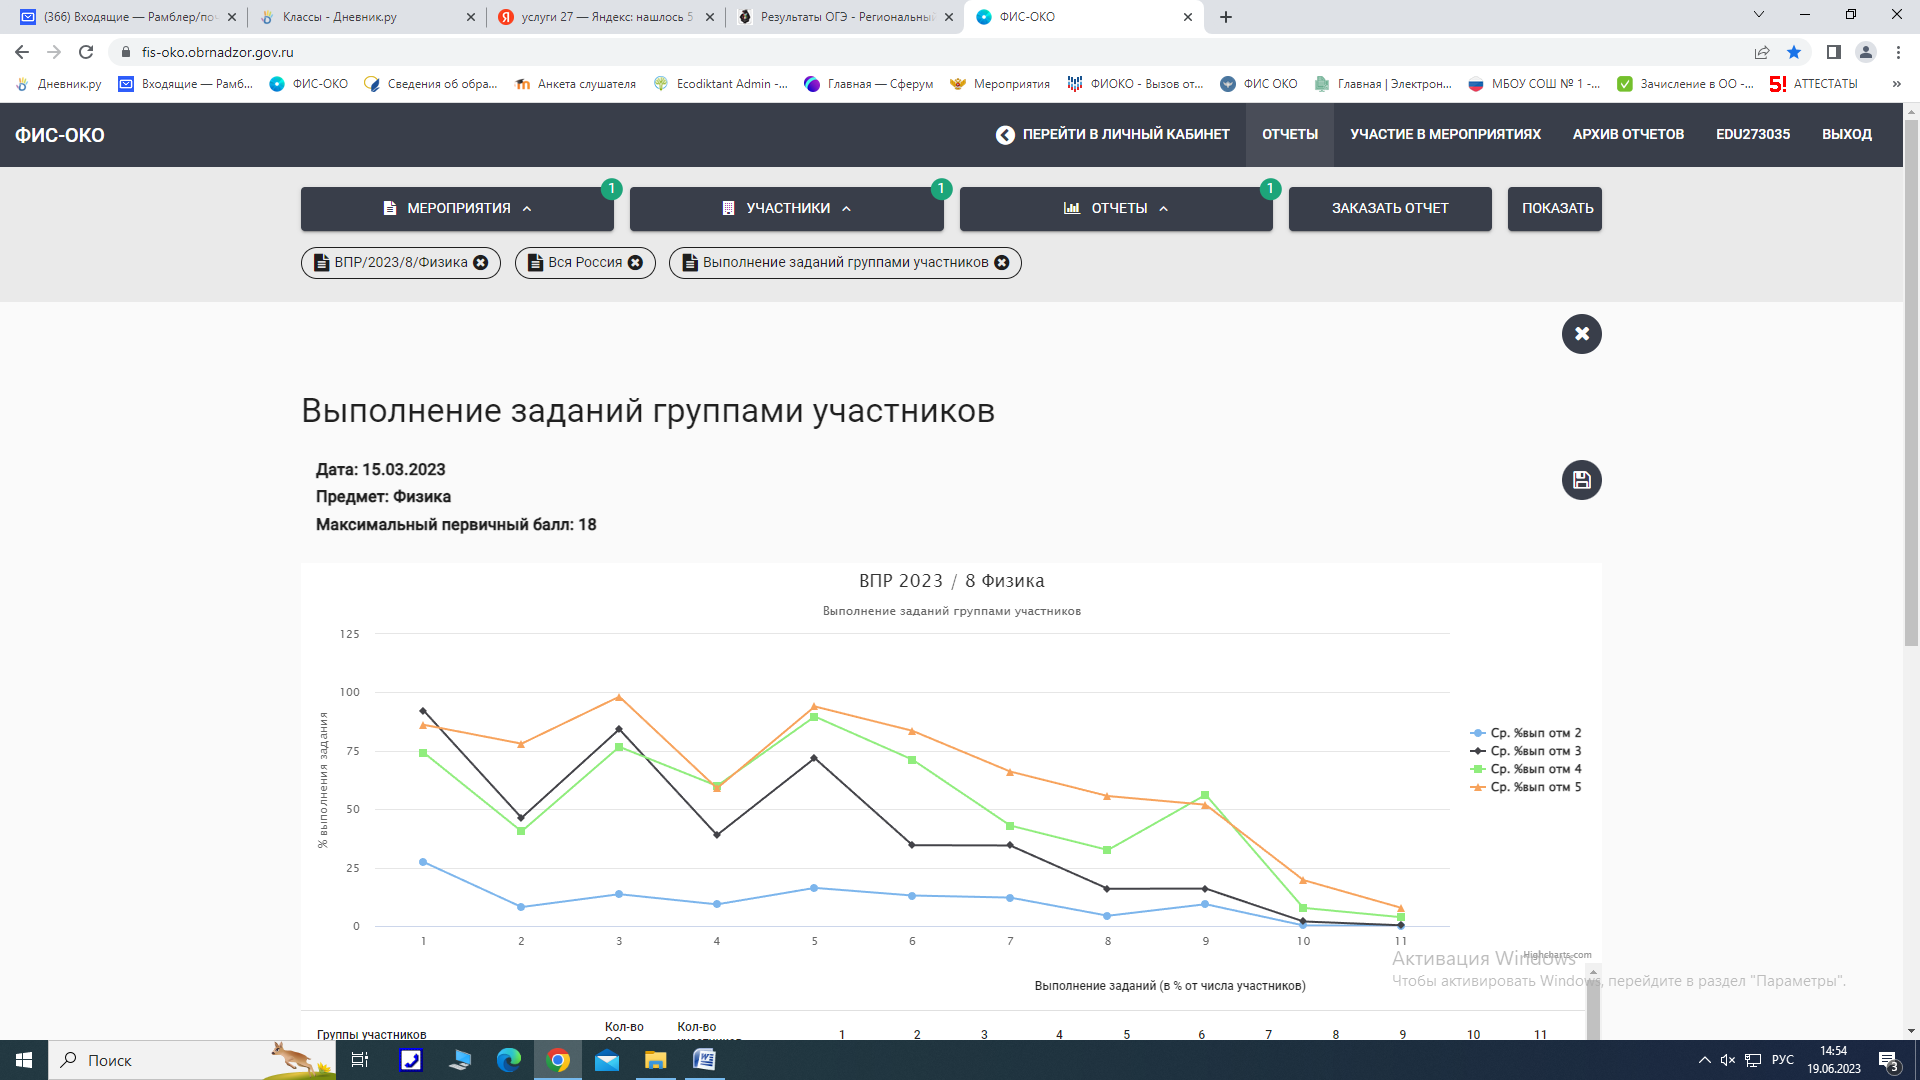 (366) Входящие — Рамблер/поч
Классы - Дневник.ру
услуги 27 — Яндекс: нашлось 5
Результаты ОГЭ - Региональный
ФИС-ОКО
fis-oko.obrnadzor.gov.ru
Дневник.ру
Входящие — Рамб...
ФИС-ОКО
Сведения об обра...
Анкета слушателя
Ecodiktant Admin -...
Главная — Сферум
Мероприятия
ФИОКО - Вызов от...
ФИС ОКО
Главная | Электрон...
МБОУ СОШ № 1 -...
Зачисление в ОО -...
5!
АТТЕСТАТЫ
»
ФИС-ОКО
ПЕРЕЙТИ В ЛИЧНЫЙ КАБИНЕТ
ОТЧЕТЫ
УЧАСТИЕ В МЕРОПРИЯТИЯХ
АРХИВ ОТЧЕТОВ
EDU273035
ВЫХОД
МЕРОПРИЯТИЯ
1
УЧАСТНИКИ
1
ОТЧЕТЫ
1
ЗАКАЗАТЬ ОТЧЕТ
ПОКАЗАТЬ
ВПР/2023/8/Физика
Вся Россия
Выполнение заданий группами участников
Выполнение заданий группами участников
Дата: 15.03.2023
Предмет: Физика
Максимальный первичный балл: 18
ВПР 2023 / 8 Физика
Выполнение заданий группами участников
% выполнения задания
125
100
75
50
25
0
1 2 3 4 5 6 7 8 9 10 11
Ср. %вып отм 2
Ср. %вып отм 3
Ср. %вып отм 4
Ср. %вып отм 5
Highcharts.com
Активация Windows
Чтобы активировать Windows, перейдите в раздел "Параметры".
Выполнение заданий (в % от числа участников)
Группы участников
Кол-во
Кол-во
1 2 3 4 5 6 7 8 9 10 11
Поиск
РУС
14:54
19.06.2023
3